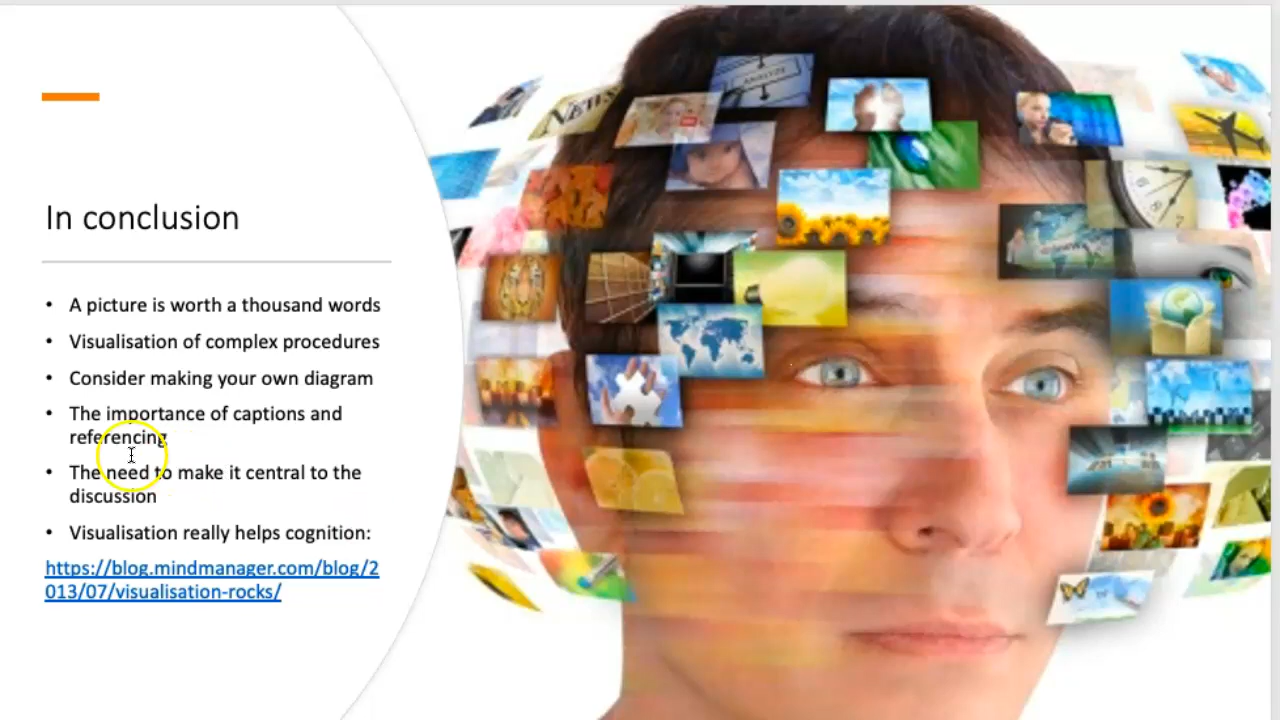 In conclusion
• A picture is worth a thousand words
• Visualisation of complex procedures
• Consider making your own diagram
• The importance of captions and
referencing
• The need to make it central to the
discussion
• Visualisation really helps cognition:
https://blog.mindmanager.com/blog/2
013/07/visualisation-rocks/
ANALYZE
NEWS